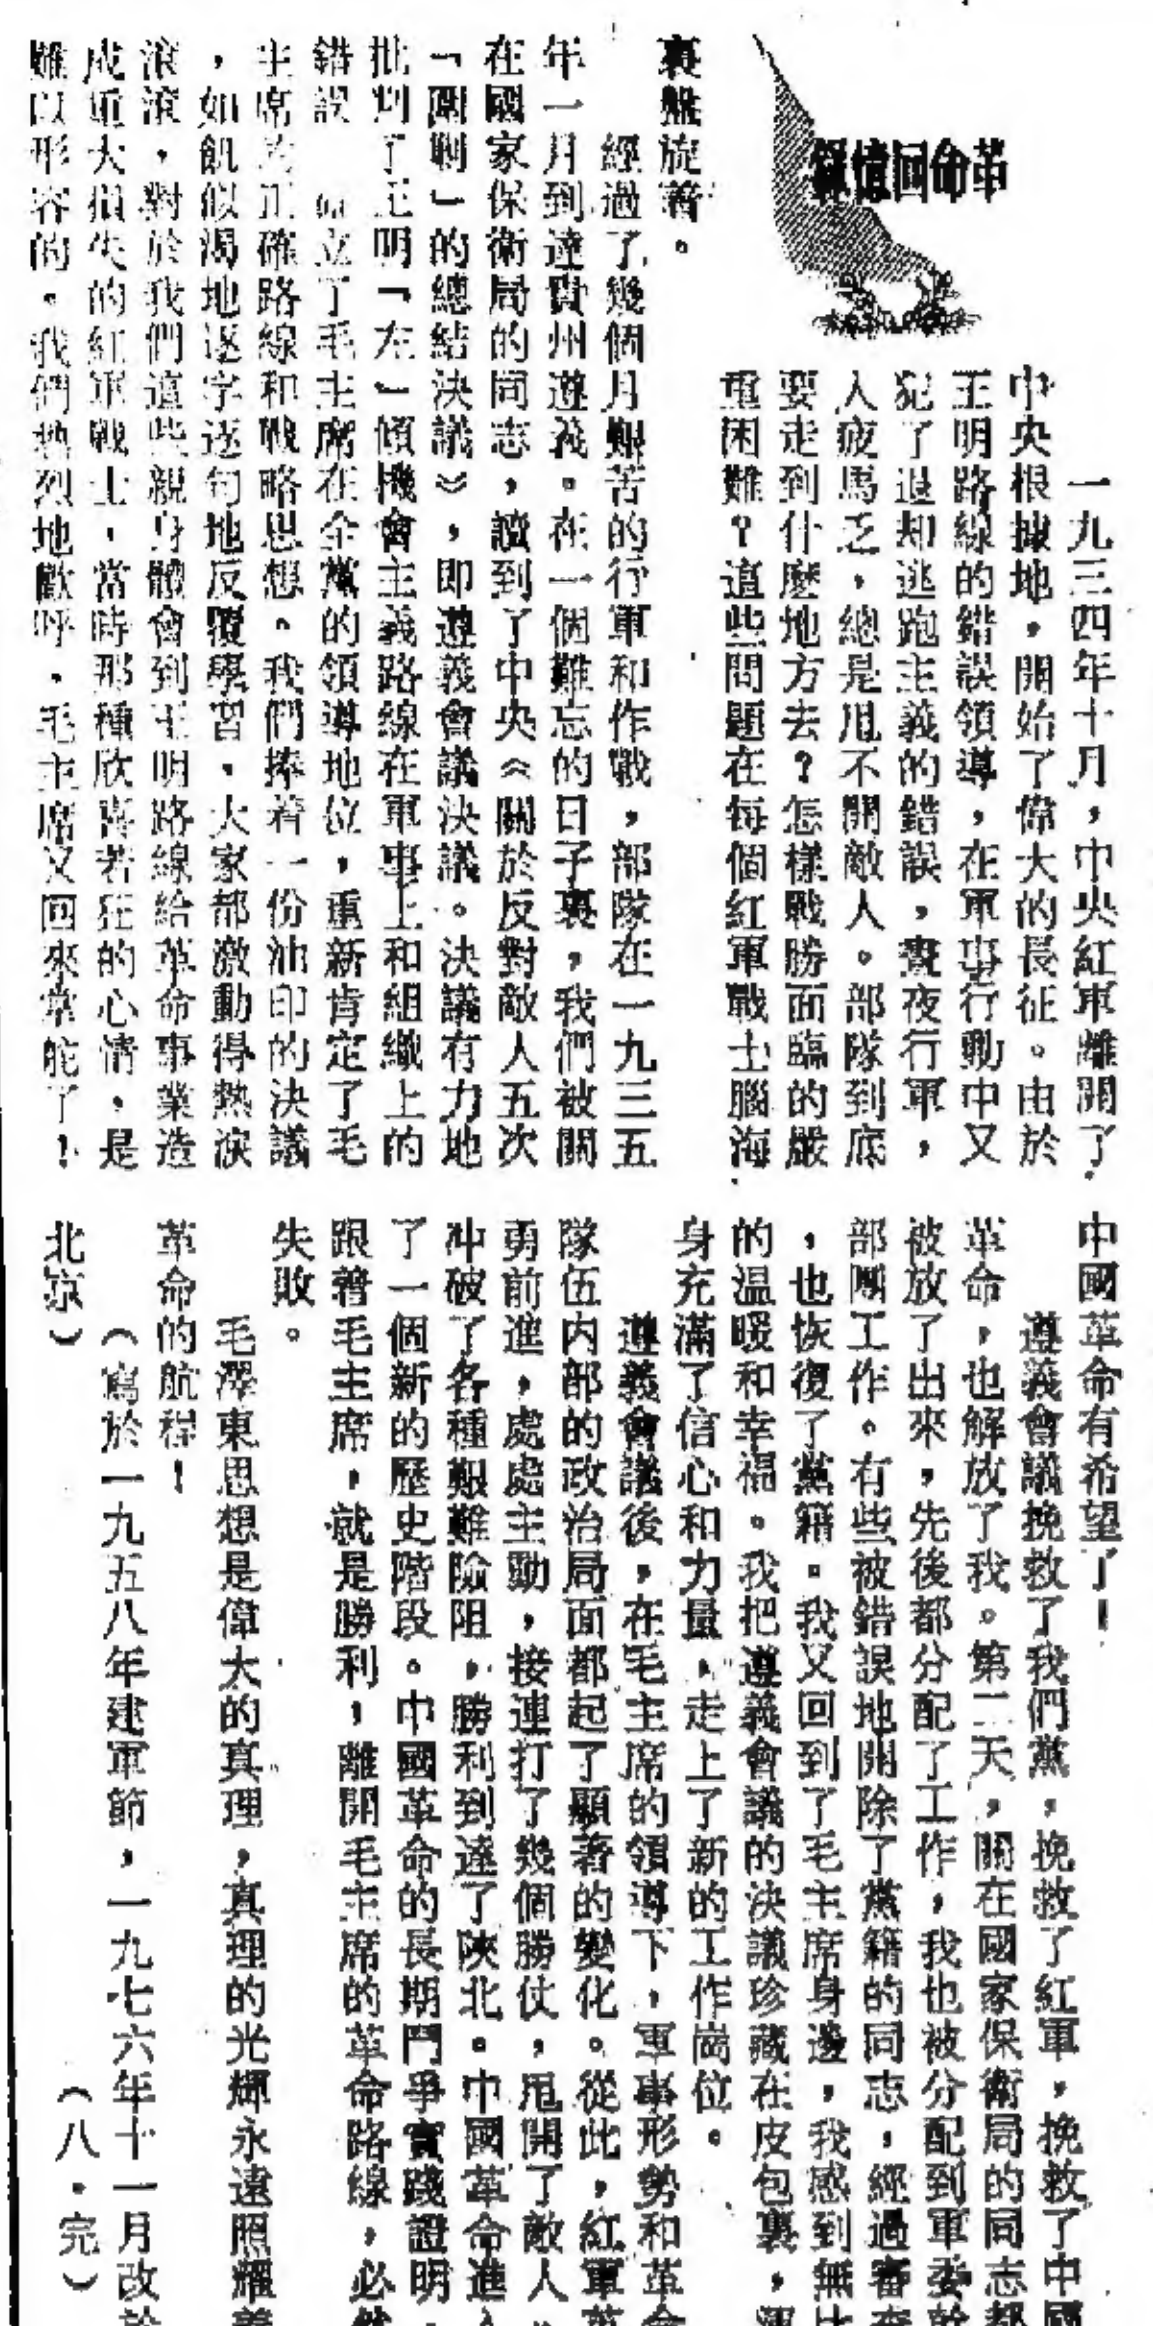 革命回憶錄
一九三四年十月，中央紅軍離開了
中央根據地，開始了偉大的長征。由於
王明路線的錯誤領導，在軍事行動中又
犯了退却逃跑主義的錯誤，晝夜行軍，
人疲馬乏，總是甩不開敵人。部隊到底
要走到什麼地方去？怎樣戰勝面臨的嚴
重困難？這些問題在每個紅軍戰士腦海
裏盤旋着。
經過了幾個月艱苦的行軍和作戰，部隊在一九三五
年一月到達貴州遵義。在一個難忘的日子裏，我們被關
在國家保衛局的同志，讀到了中央《關於反對敵人五次
「圍剿」的總結決議》，即遵義會議決議。決議有力地
批判了王明「左」傾機會主義路線在軍事上和組織上的
錯誤 立了毛主席在全黨的領導地位，重新肯定了毛
主席的正確路線和戰略思想。我們捧着一份油印的決議
，如飢似渴地逐字逐句地反覆學習，大家都激動得熱淚
滾滾，對於我們這些親身體會到王明路線給革命事業造
成重大損失的紅軍戰士，當時那種欣喜若狂的心情，是
難以形容的。我們熱烈地歡呼，毛主席又回來掌舵了！
中國革命有希望了！
遵義會議挽救了我們黨，挽救了紅軍，挽救了中國
革命，也解放了我。第二天，關在國家保衛局的同志都
被放了出來，先後都分配了工作，我也被分配到軍委幹
部團工作。有些被錯誤地開除了黨籍的同志，經過審查
，也恢復了黨籍。我又回到了毛主席身邊，我感到無比
的溫暖和幸福。我把遵義會議的決議珍藏在皮包裏，渾
身充滿了信心和力量，走上了新的工作崗位。
遵義會議後，在毛主席的領導下，軍事形勢和革命
隊伍內部的政治局面都起了顯著的變化。從此，紅軍英
勇前進，處處主動，接連打了幾個勝仗，甩開了敵人，
冲破了各種艱難險阻，勝利到達了陝北。中國革命進入
了一個新的歷史階段。中國革命的長期鬥爭實踐證明，
跟着毛主席，就是勝利，離開毛主席的革命路線，必然
失敗。
毛澤東思想是偉大的真理，真理的光輝永遠照耀着
革命的航程！
（寫於一九五八年建軍節，一九七六年十一月改於
北京） （八·完）